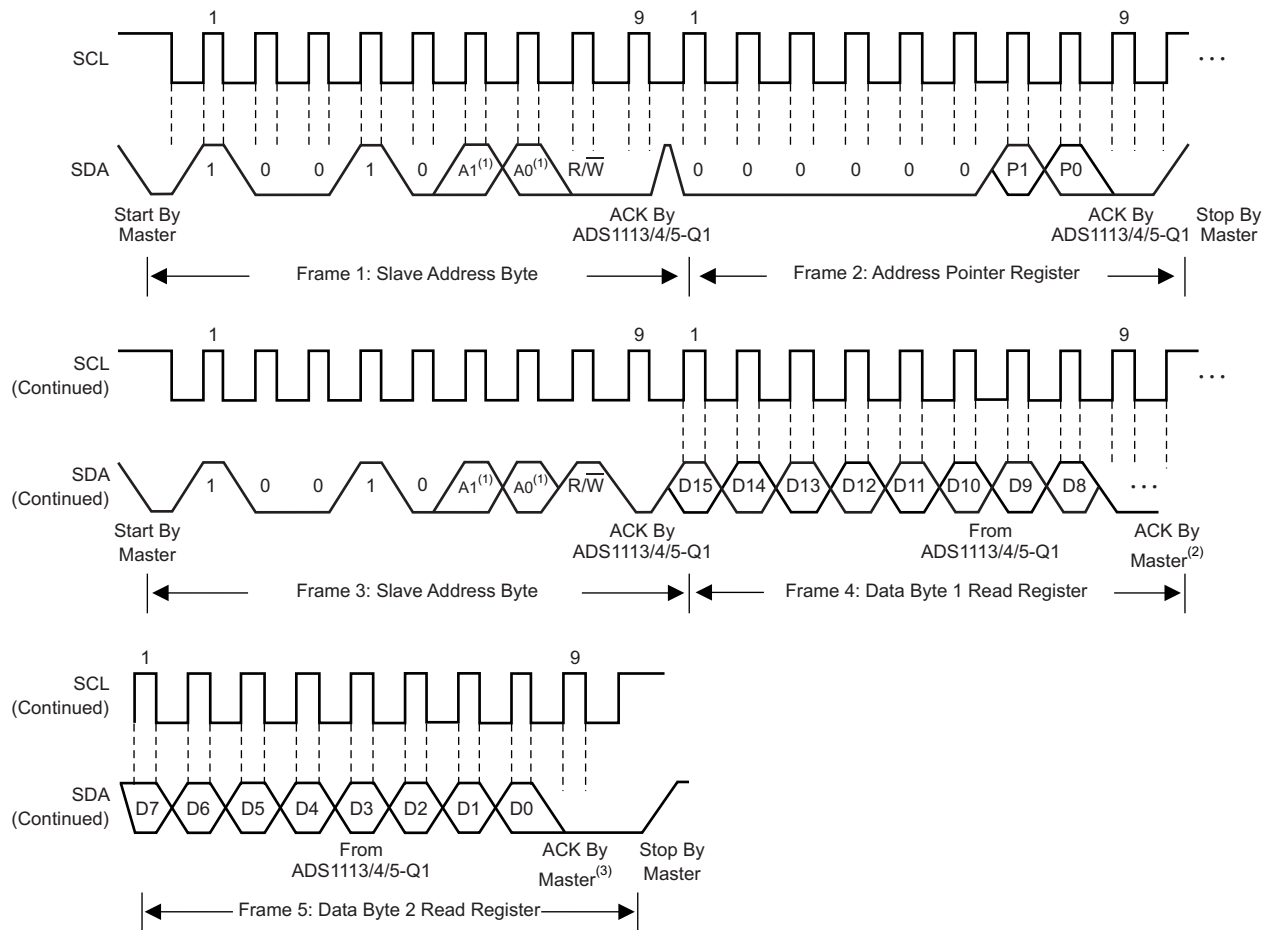 1 9 1 9
SCL ...
SDA 1 0 0 1 0 A1(1) A0(1) R/W̅ 0 0 0 0 0 0 P1 P0
Start By Master ACK By ADS1113/4/5-Q1 ACK By ADS1113/4/5-Q1 Stop By Master
Frame 1: Slave Address Byte Frame 2: Address Pointer Register
1 9 1 9
SCL (Continued) ...
SDA (Continued) 1 0 0 1 0 A1(1) A0(1) R/W̅ D15 D14 D13 D12 D11 D10 D9 D8 ...
Start By Master ACK By ADS1113/4/5-Q1 From ADS1113/4/5-Q1 ACK By Master(2)
Frame 3: Slave Address Byte Frame 4: Data Byte 1 Read Register
1 9
SCL (Continued)
SDA (Continued) D7 D6 D5 D4 D3 D2 D1 D0
From ADS1113/4/5-Q1 ACK By Master(3) Stop By Master
Frame 5: Data Byte 2 Read Register